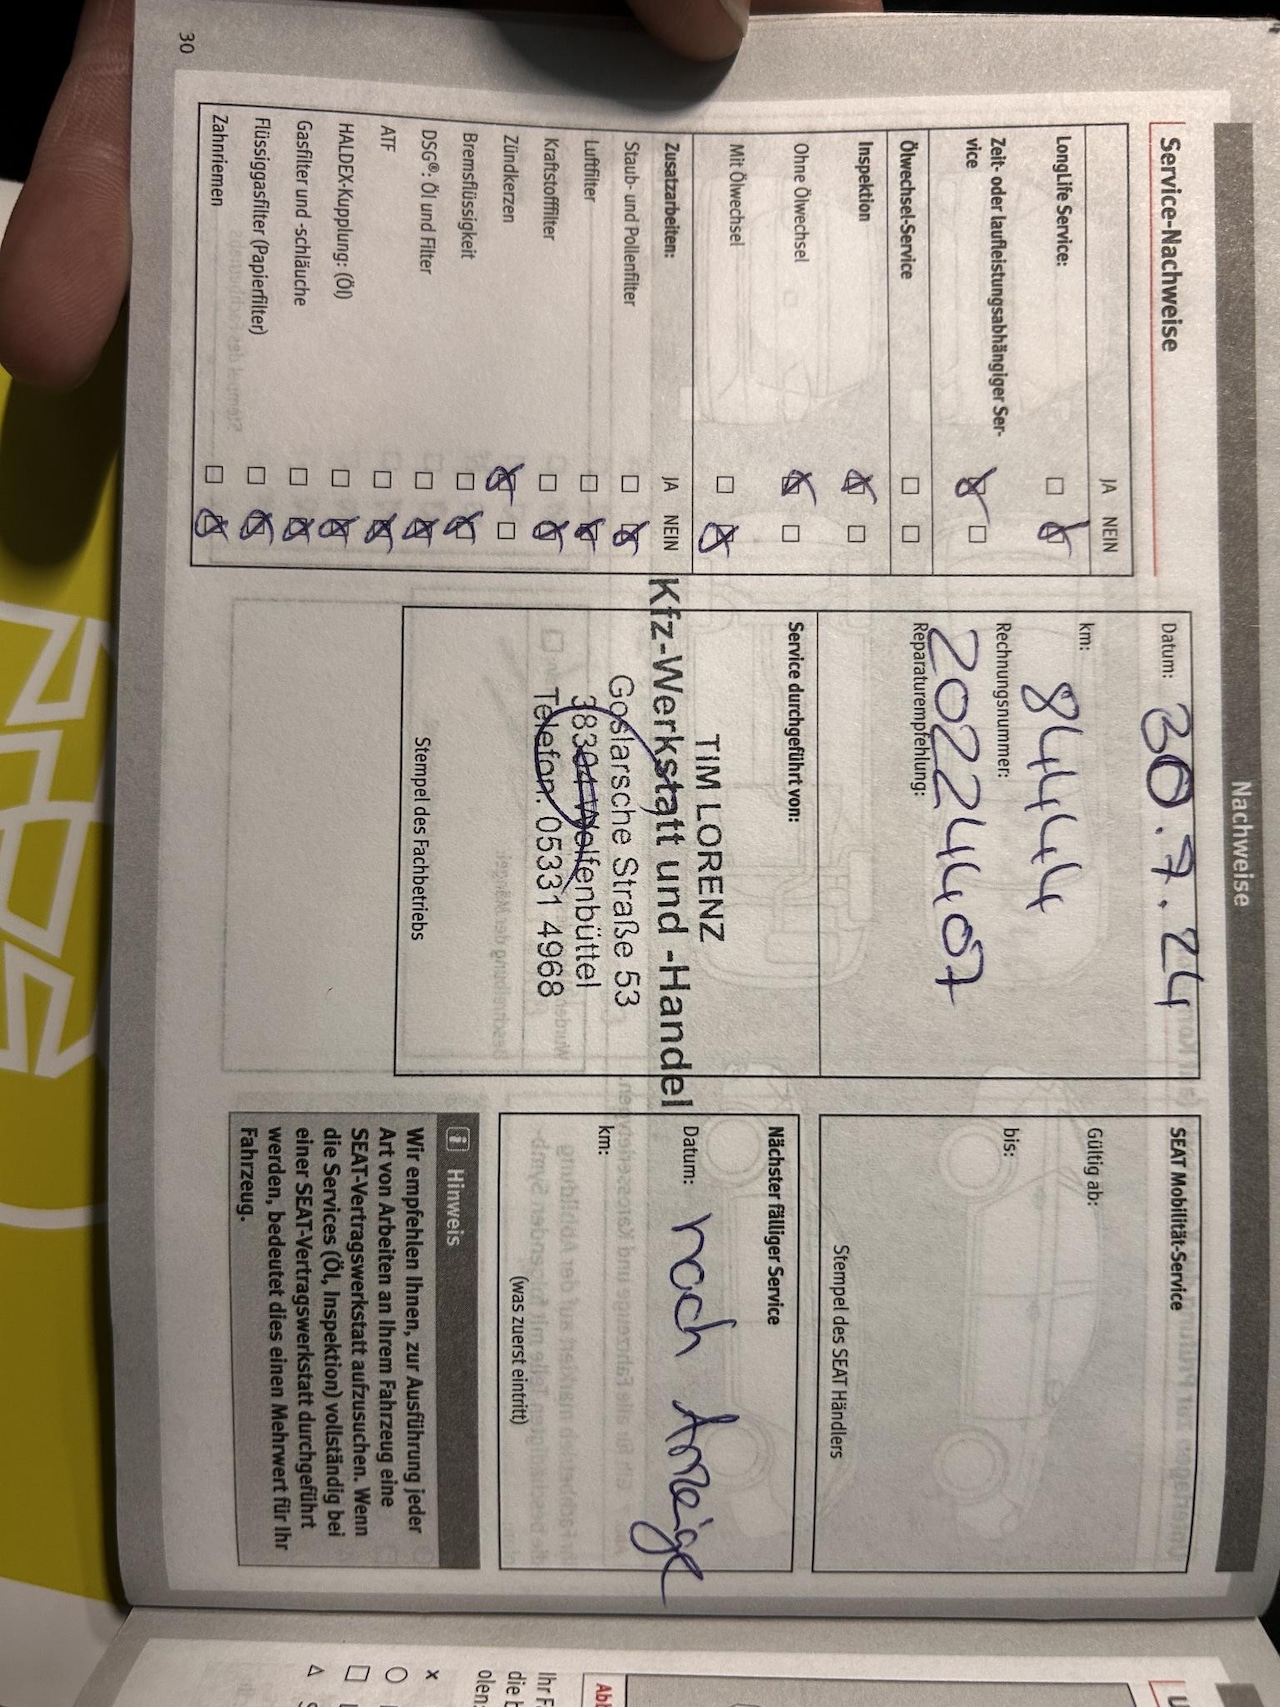 Nachweise
Service-Nachweise
JA NEIN
LongLife Service: ☐ ☒
Zeit- oder laufleistungsabhängiger Ser-
vice ☒ ☐
Ölwechsel-Service ☐ ☐
Inspektion ☒ ☐
Ohne Ölwechsel ☒ ☐
Mit Ölwechsel ☐ ☒
Zusatzarbeiten: JA NEIN
Staub- und Pollenfilter ☐ ☒
Luftfilter ☐ ☒
Kraftstofffilter ☐ ☒
Zündkerzen ☒ ☐
Bremsflüssigkeit ☐ ☒
DSG®: Öl und Filter ☐ ☒
ATF ☐ ☒
HALDEX-Kupplung: (Öl) ☐ ☒
Gasfilter und -schläuche ☐ ☒
Flüssiggasfilter (Papierfilter) ☐ ☒
Zahnriemen ☐ ☒
Datum: 30.7.24
km: 84444
Rechnungsnummer:
20224407
Reparaturempfehlung:
Service durchgeführt von:
TIM LORENZ
Kfz-Werkstatt und -Handel
Goslarsche Straße 53
38304 Wolfenbüttel
Telefon: 05331 4968
Stempel des Fachbetriebs
SEAT Mobilität-Service
Gültig ab:
bis:
Stempel des SEAT Händlers
Nächster fälliger Service
Datum: nach Anzeige
km:
(was zuerst eintritt)
i Hinweis
Wir empfehlen Ihnen, zur Ausführung jeder
Art von Arbeiten an Ihrem Fahrzeug eine
SEAT-Vertragswerkstatt aufzusuchen. Wenn
die Services (Öl, Inspektion) vollständig bei
einer SEAT-Vertragswerkstatt durchgeführt
werden, bedeutet dies einen Mehrwert für Ihr
Fahrzeug.
30